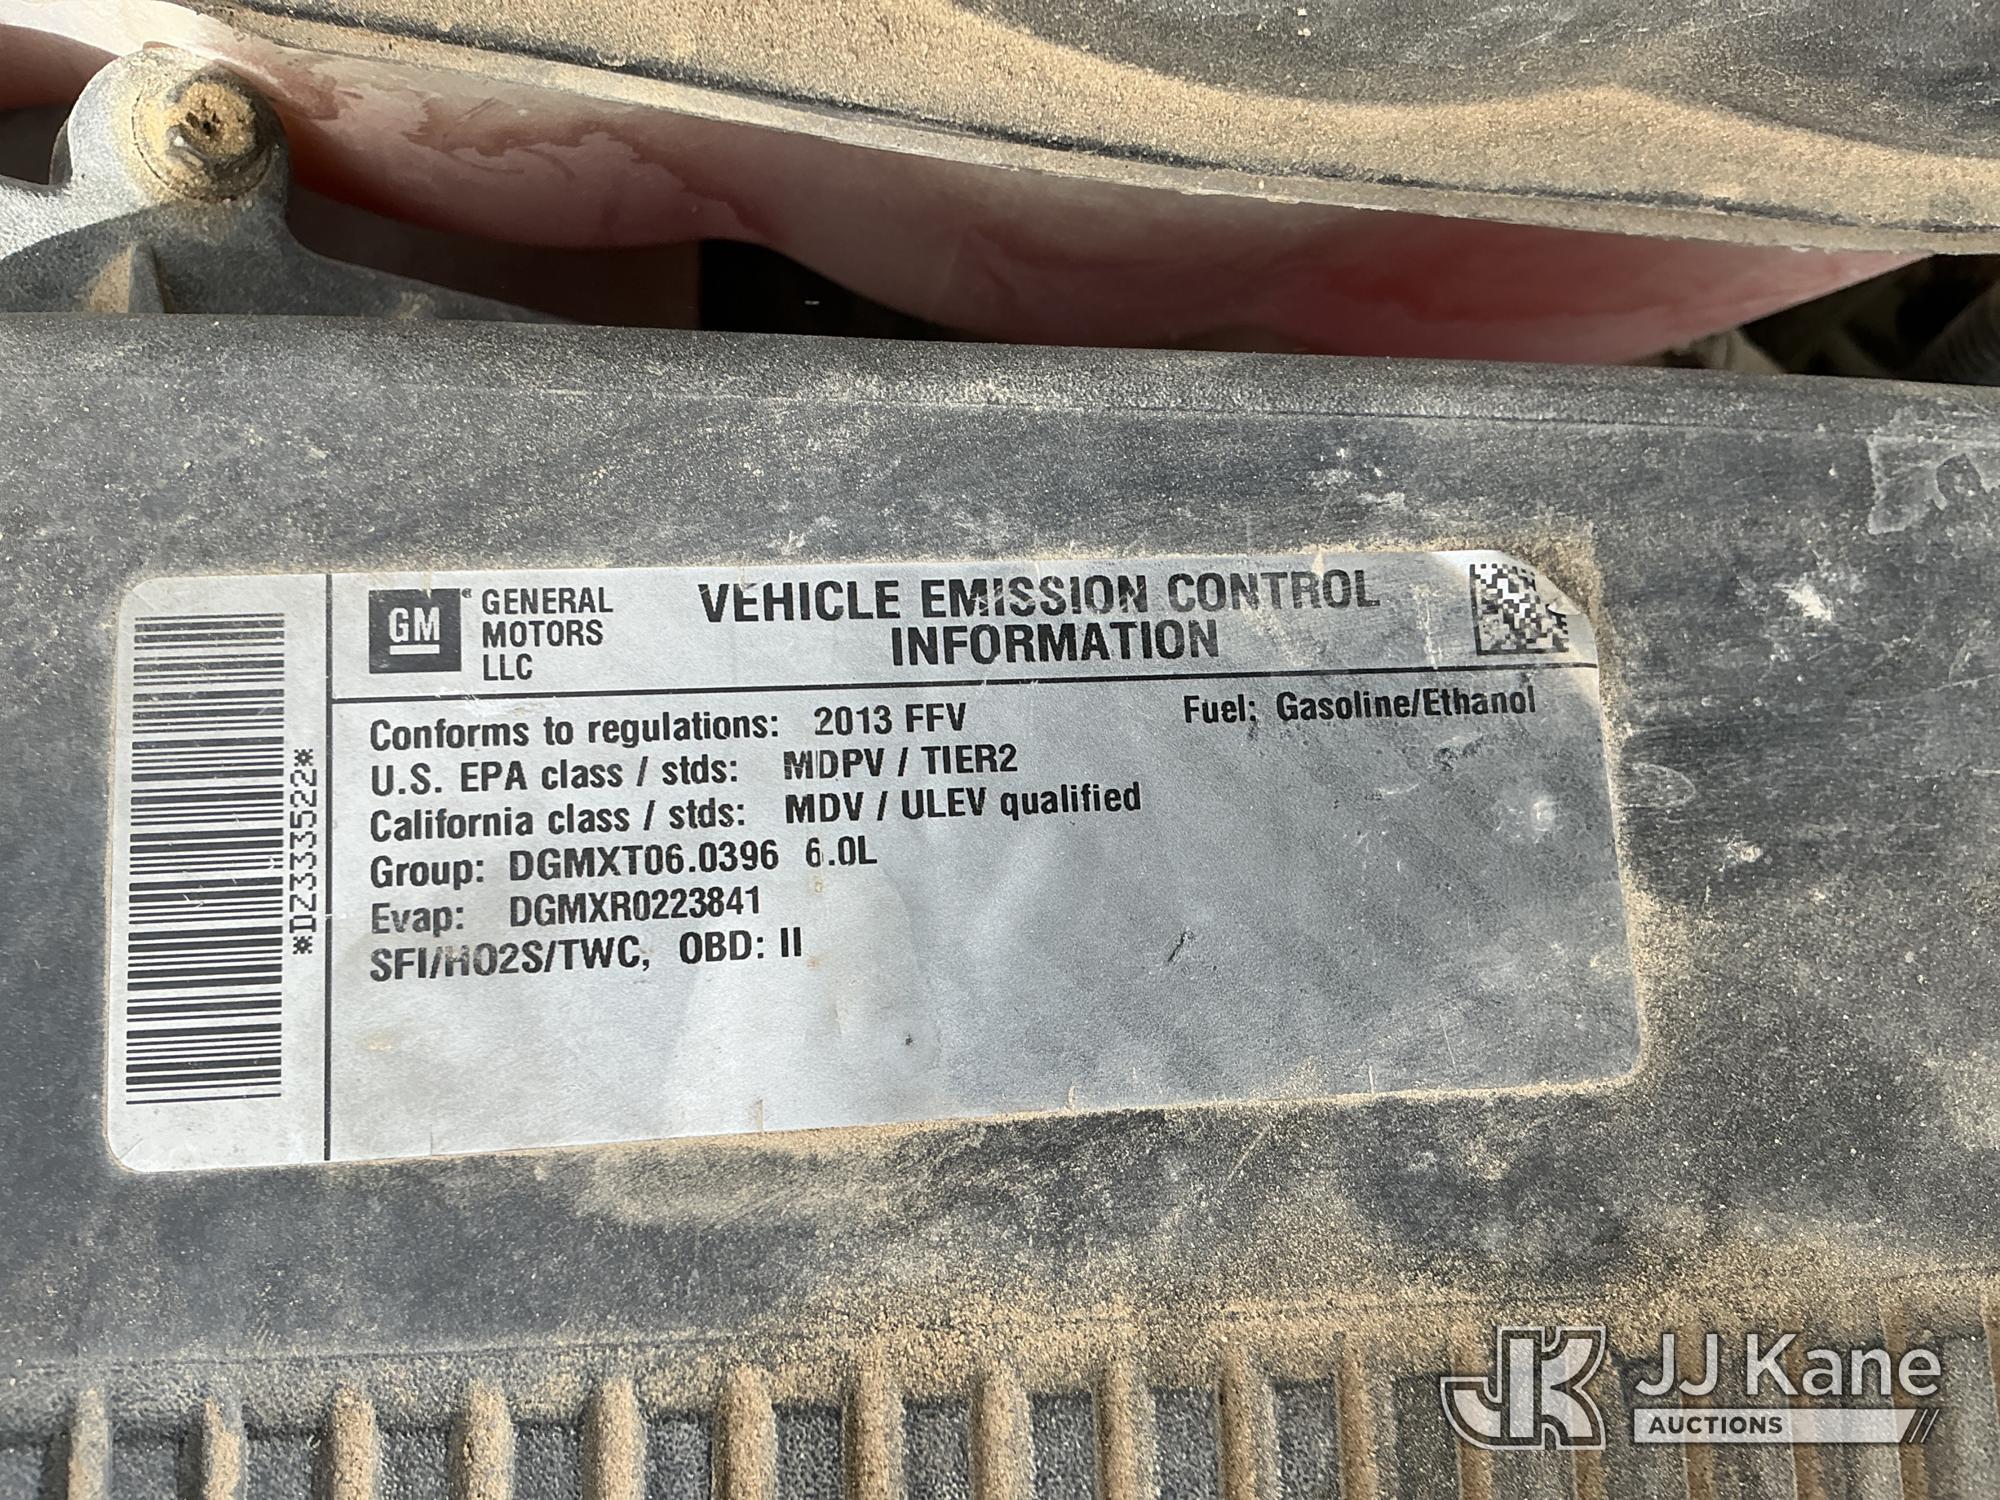 GM
GENERAL
MOTORS
LLC
VEHICLE EMISSION CONTROL
INFORMATION
Conforms to regulations: 2013 FFV
Fuel: Gasoline/Ethanol
U.S. EPA class / stds: MDPV / TIER2
California class / stds: MDV / ULEV qualified
Group: DGMXT06.0396 6.0L
Evap: DGMXR0223841
SFI/HO2S/TWC, OBD: II
*DZ333522*
JK
JJ Kane
AUCTIONS